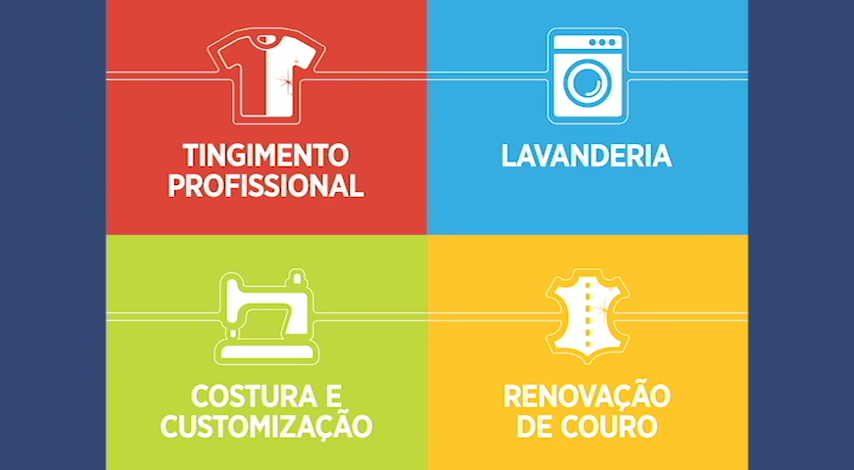 TINGIMENTO
PROFISSIONAL
LAVANDERIA
COSTURA E
CUSTOMIZAÇÃO
RENOVAÇÃO
DE COURO